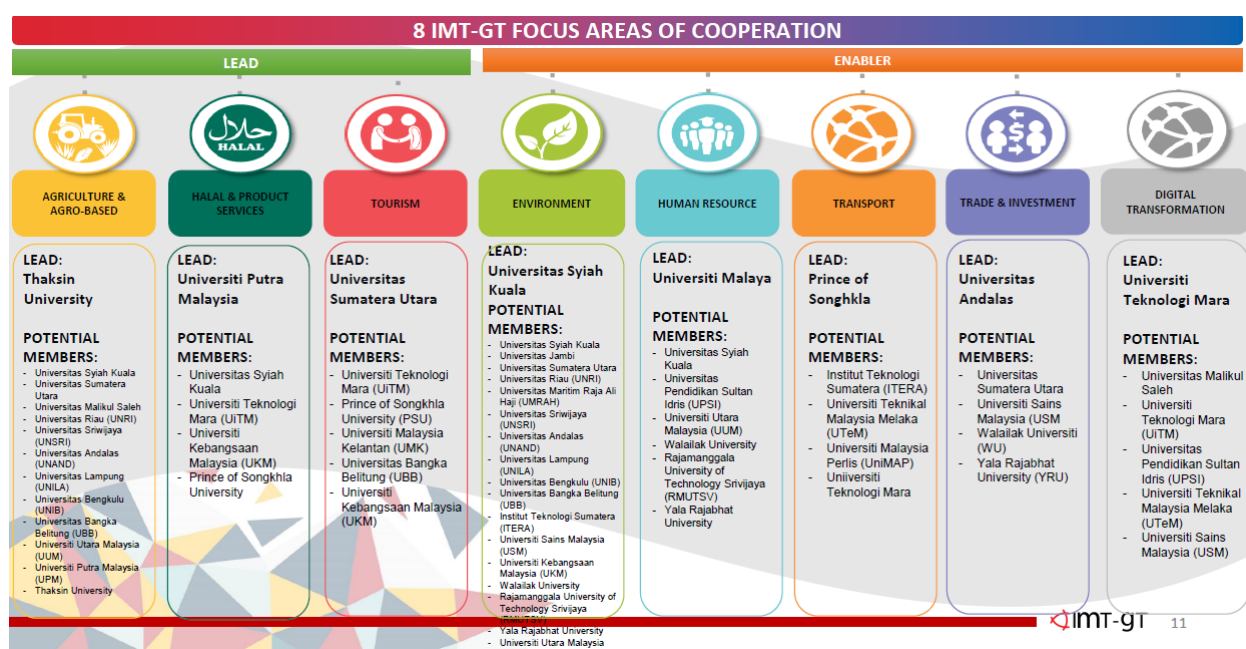 8 IMT-GT FOCUS AREAS OF COOPERATION
LEAD
ENABLER
حلال
HALAL
$
AGRICULTURE &
AGRO-BASED
HALAL & PRODUCT
SERVICES
TOURISM
ENVIRONMENT
HUMAN RESOURCE
TRANSPORT
TRADE & INVESTMENT
DIGITAL
TRANSFORMATION
LEAD:
Thaksin
University
POTENTIAL
MEMBERS:
- Universitas Syiah Kuala
- Universitas Sumatera
Utara
- Universitas Malikul Saleh
- Universitas Riau (UNRI)
- Universitas Sriwijaya
(UNSRI)
- Universitas Andalas
(UNAND)
- Universitas Lampung
(UNILA)
- Universitas Bengkulu
(UNIB)
- Universitas Bangka
Belitung (UBB)
- Universiti Utara Malaysia
(UUM)
- Universiti Putra Malaysia
(UPM)
- Thaksin University
LEAD:
Universiti Putra
Malaysia
POTENTIAL
MEMBERS:
- Universitas Syiah
Kuala
- Universiti Teknologi
Mara (UiTM)
- Universiti
Kebangsaan
Malaysia (UKM)
- Prince of Songkhla
University
LEAD:
Universitas
Sumatera Utara
POTENTIAL
MEMBERS:
- Universiti Teknologi
Mara (UiTM)
- Prince of Songkhla
University (PSU)
- Universiti Malaysia
Kelantan (UMK)
- Universitas Bangka
Belitung (UBB)
- Universiti
Kebangsaan Malaysia
(UKM)
LEAD:
Universitas Syiah
Kuala
POTENTIAL
MEMBERS:
- Universitas Syiah Kuala
- Universitas Jambi
- Universitas Sumatera Utara
- Universitas Riau (UNRI)
- Universitas Maritim Raja Ali
Haji (UMRAH)
- Universitas Sriwijaya
(UNSRI)
- Universitas Andalas
(UNAND)
- Universitas Lampung
(UNILA)
- Universitas Bengkulu (UNIB)
- Universitas Bangka Belitung
(UBB)
- Institut Teknologi Sumatera
(ITERA)
- Universiti Sains Malaysia
(USM)
- Universiti Kebangsaan
Malaysia (UKM)
- Walailak University
- Rajamanggala University of
Technology Srivijaya
(RMUTSV)
- Yala Rajabhat University
- Universiti Utara Malaysia
LEAD:
Universiti Malaya
POTENTIAL
MEMBERS:
- Universitas Syiah
Kuala
- Universitas
Pendidikan Sultan
Idris (UPSI)
- Universiti Utara
Malaysia (UUM)
- Walailak University
- Rajamanggala
University of
Technology Srivijaya
(RMUTSV)
- Yala Rajabhat
University
LEAD:
Prince of
Songhkla
POTENTIAL
MEMBERS:
- Institut Teknologi
Sumatera (ITERA)
- Universiti Teknikal
Malaysia Melaka
(UTeM)
- Universiti Malaysia
Perlis (UniMAP)
- Uniiversiti
Teknologi Mara
LEAD:
Universitas
Andalas
POTENTIAL
MEMBERS:
- Universitas
Sumatera Utara
- Universiti Sains
Malaysia (USM
- Walailak Universiti
(WU)
- Yala Rajabhat
University (YRU)
LEAD:
Universiti
Teknologi Mara
POTENTIAL
MEMBERS:
- Universitas Malikul
Saleh
- Universiti
Teknologi Mara
(UiTM)
- Universitas
Pendidikan Sultan
Idris (UPSI)
- Universiti Teknikal
Malaysia Melaka
(UTeM)
- Universiti Sains
Malaysia (USM)
IMT-GT
11